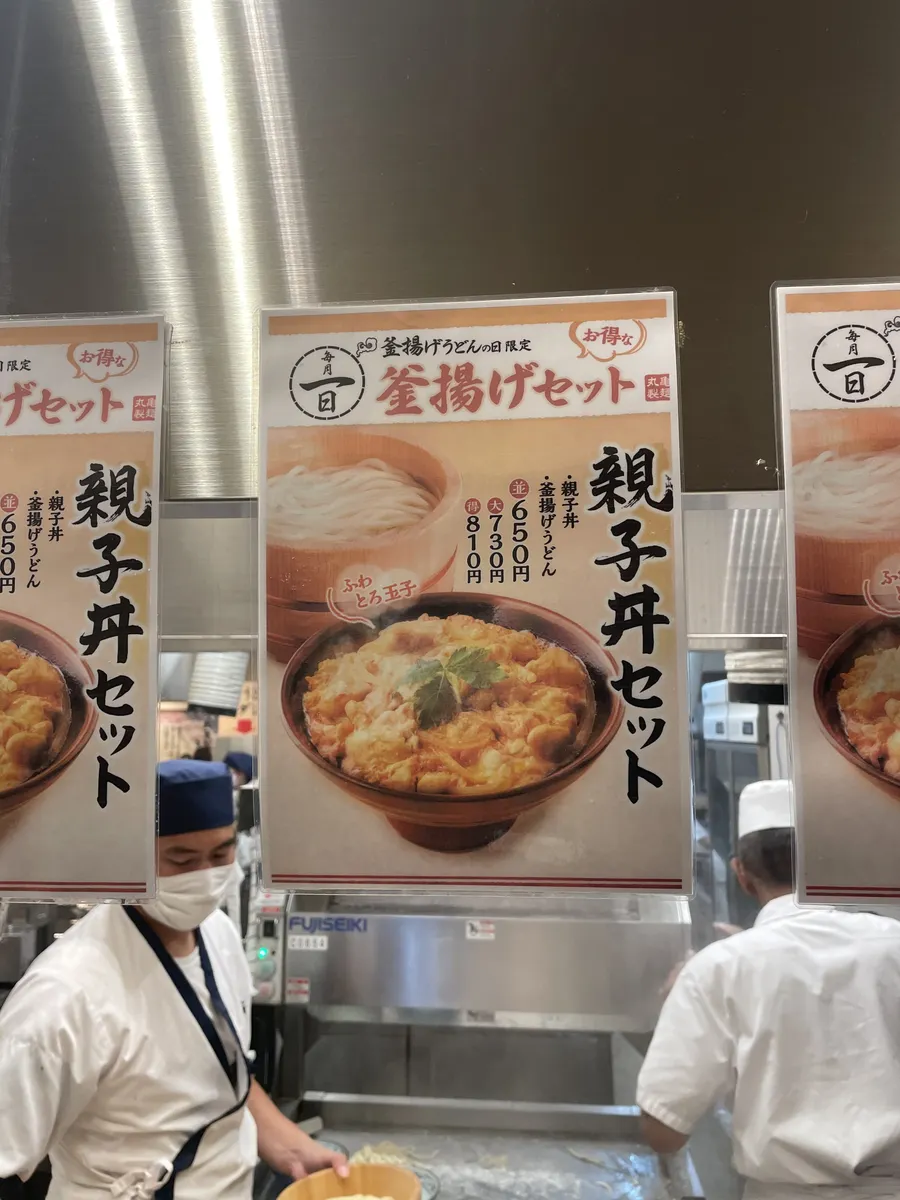 日限定
お得な
げセット
丸亀
製麺
親子丼セット
・親子丼
・釜揚げうどん
並650円
毎月
一日
釜揚げうどんの日限定
お得な
釜揚げセット
丸亀
製麺
親子丼セット
・親子丼
・釜揚げうどん
並650円
大730円
得810円
ふわ
とろ玉子
毎月
一日
ふわ
FUJISEIKI
C0654